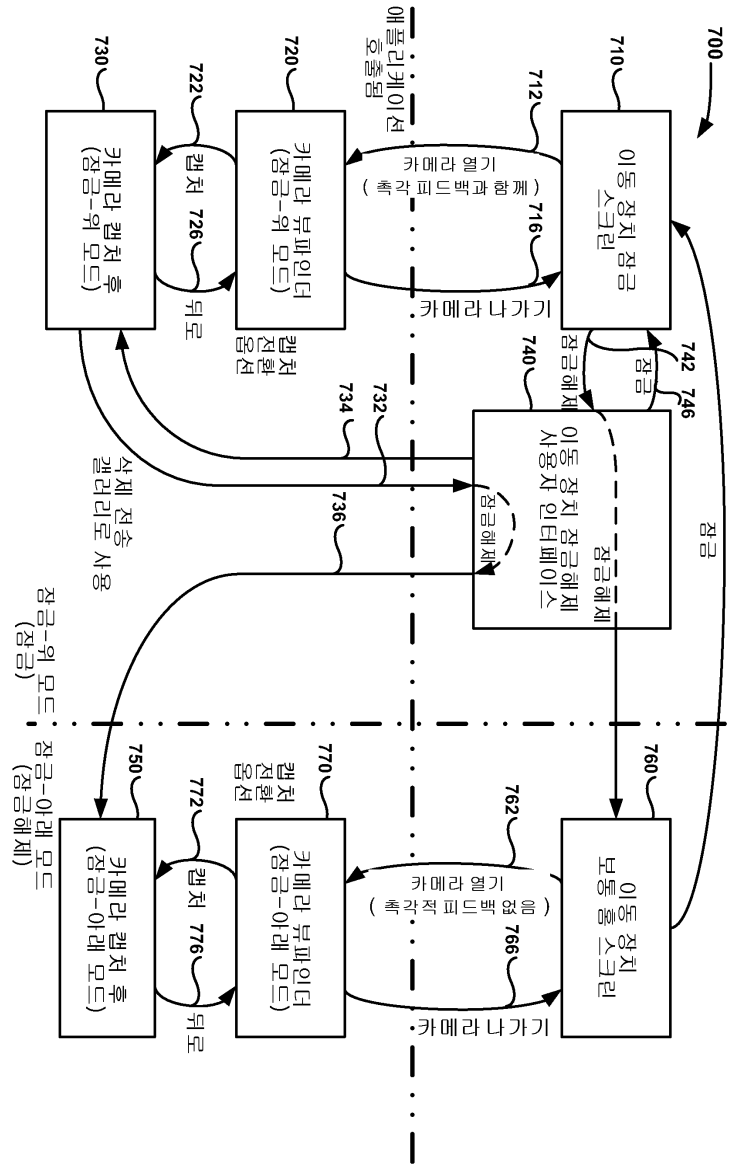 700
잠금
710
이동 장치 잠금
스크린
742
잠금해제
잠금
746
740
이동 장치 잠금해제
사용자 인터페이스
잠금해제
잠금해제
760
이동 장치
보통 홈 스크린
712
카메라 열기
( 촉각 피드백과 함께 )
716
카메라 나가기
762
카메라 열기
( 촉각적 피드백 없음 )
766
카메라 나가기
애플리케이션
호출됨
734
732
736
720
카메라 뷰파인더
(잠금-위 모드)
캡처
전환
옵션
770
카메라 뷰파인더
(잠금-아래 모드)
캡처
전환
옵션
722
캡처
726
뒤로
772
캡처
776
뒤로
730
카메라 캡처 후
(잠금-위 모드)
삭제 전송
갤러리로 사용
750
카메라 캡처 후
(잠금-아래 모드)
잠금-위 모드
(잠금)
잠금-아래 모드
(잠금해제)